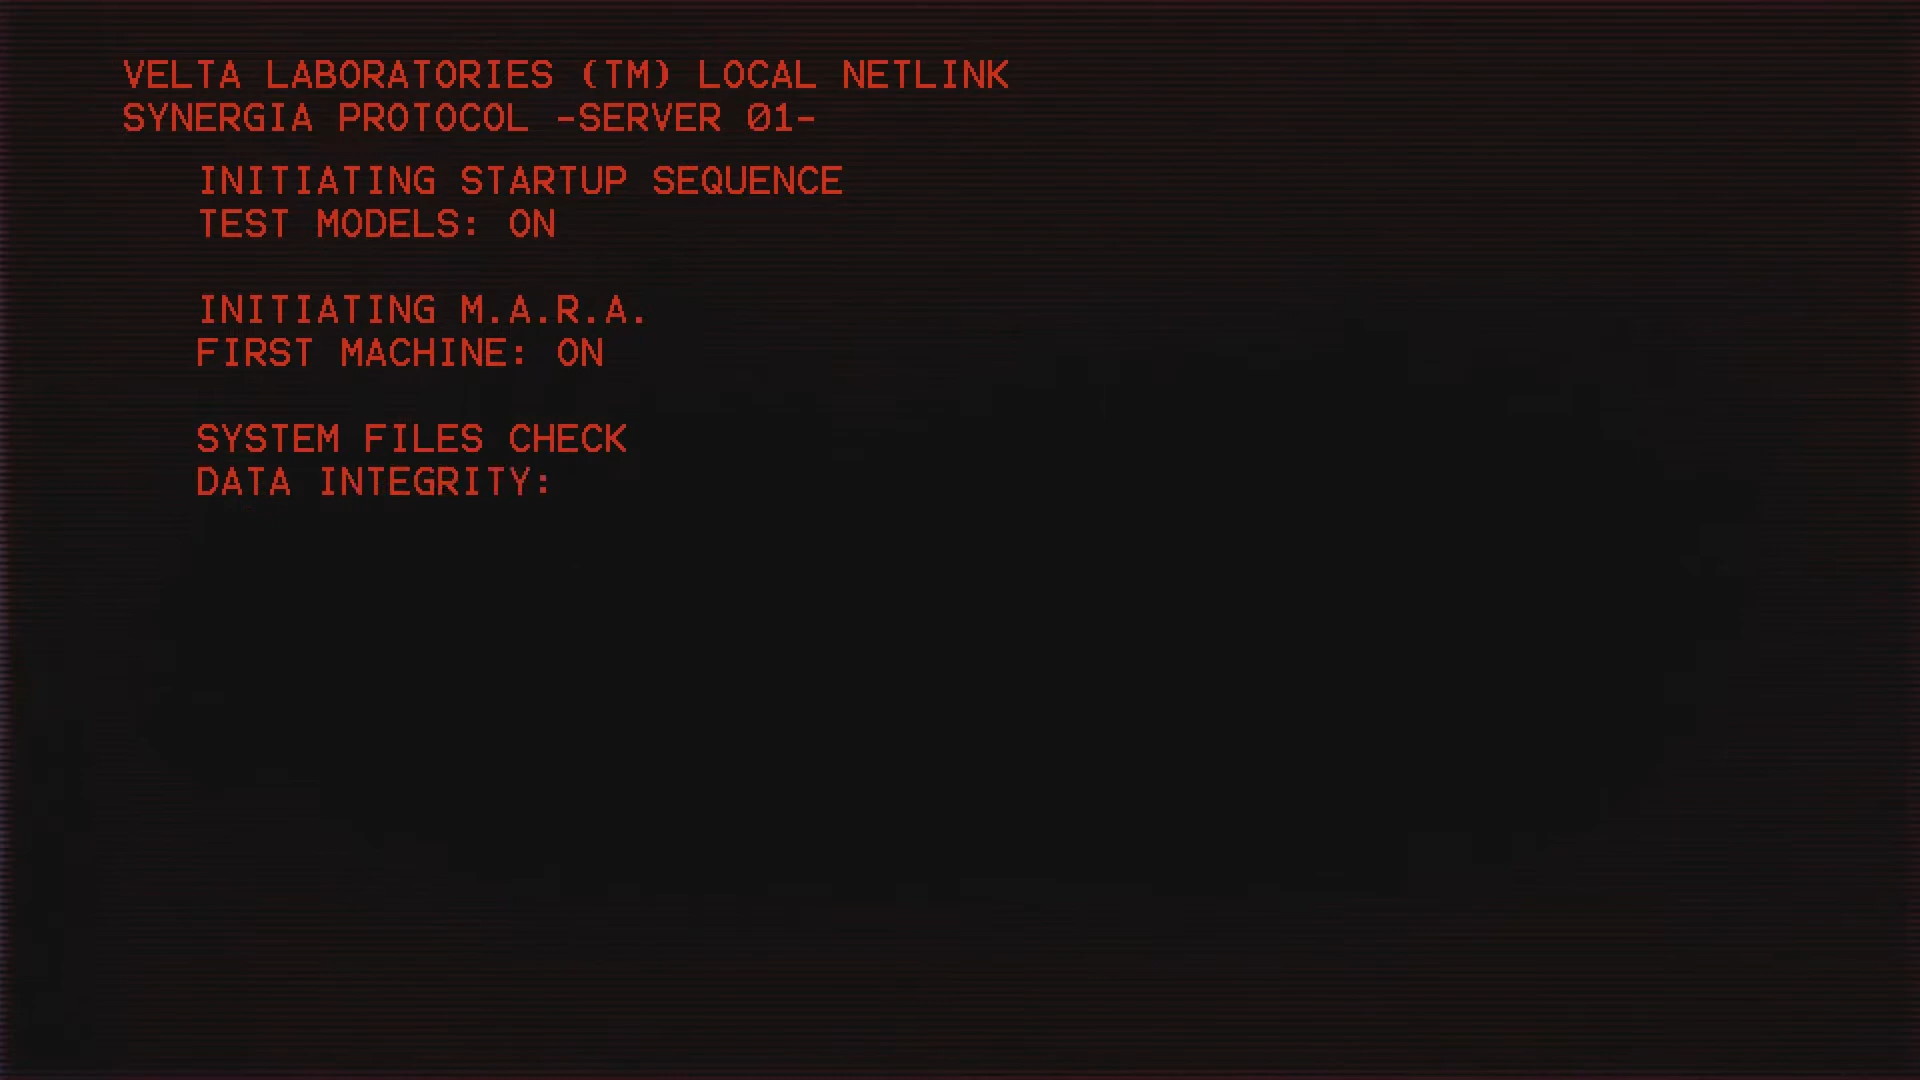 VELTA LABORATORIES (TM) LOCAL NETLINK
SYNERGIA PROTOCOL -SERVER 01-
INITIATING STARTUP SEQUENCE
TEST MODELS: ON
INITIATING M.A.R.A.
FIRST MACHINE: ON
SYSTEM FILES CHECK
DATA INTEGRITY: